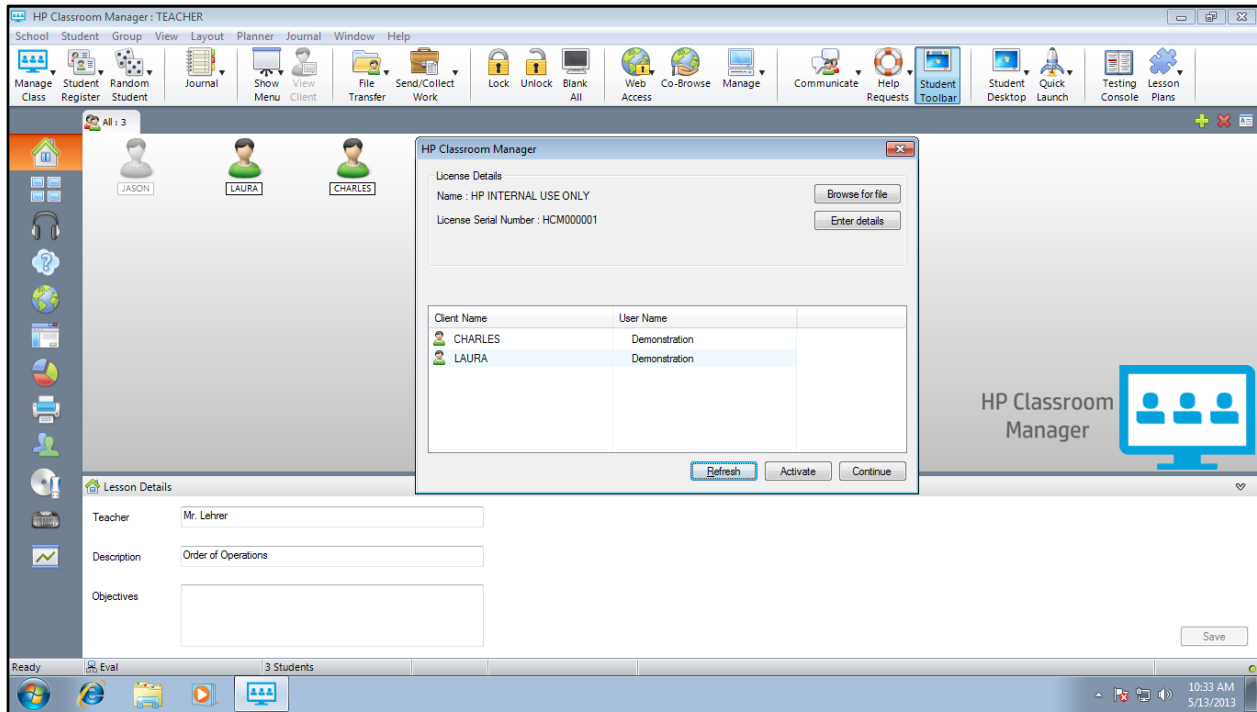 HP Classroom Manager : TEACHER
School Student Group View Layout Planner Journal Window Help
Manage Class
Student Register
Random Student
Journal
Show Menu
View Client
File Transfer
Send/Collect Work
Lock
Unlock
Blank All
Web Access
Co-Browse
Manage
Communicate
Help Requests
Student Toolbar
Student Desktop
Quick Launch
Testing Console
Lesson Plans
All : 3
JASON
LAURA
CHARLES
HP Classroom Manager
License Details
Name : HP INTERNAL USE ONLY
Browse for file
License Serial Number : HCM000001
Enter details
Client Name User Name
CHARLES Demonstration
LAURA Demonstration
Refresh Activate Continue
HP Classroom
Manager
Lesson Details
Teacher Mr. Lehrer
Description Order of Operations
Objectives
Save
Ready Eval 3 Students
10:33 AM
5/13/2013